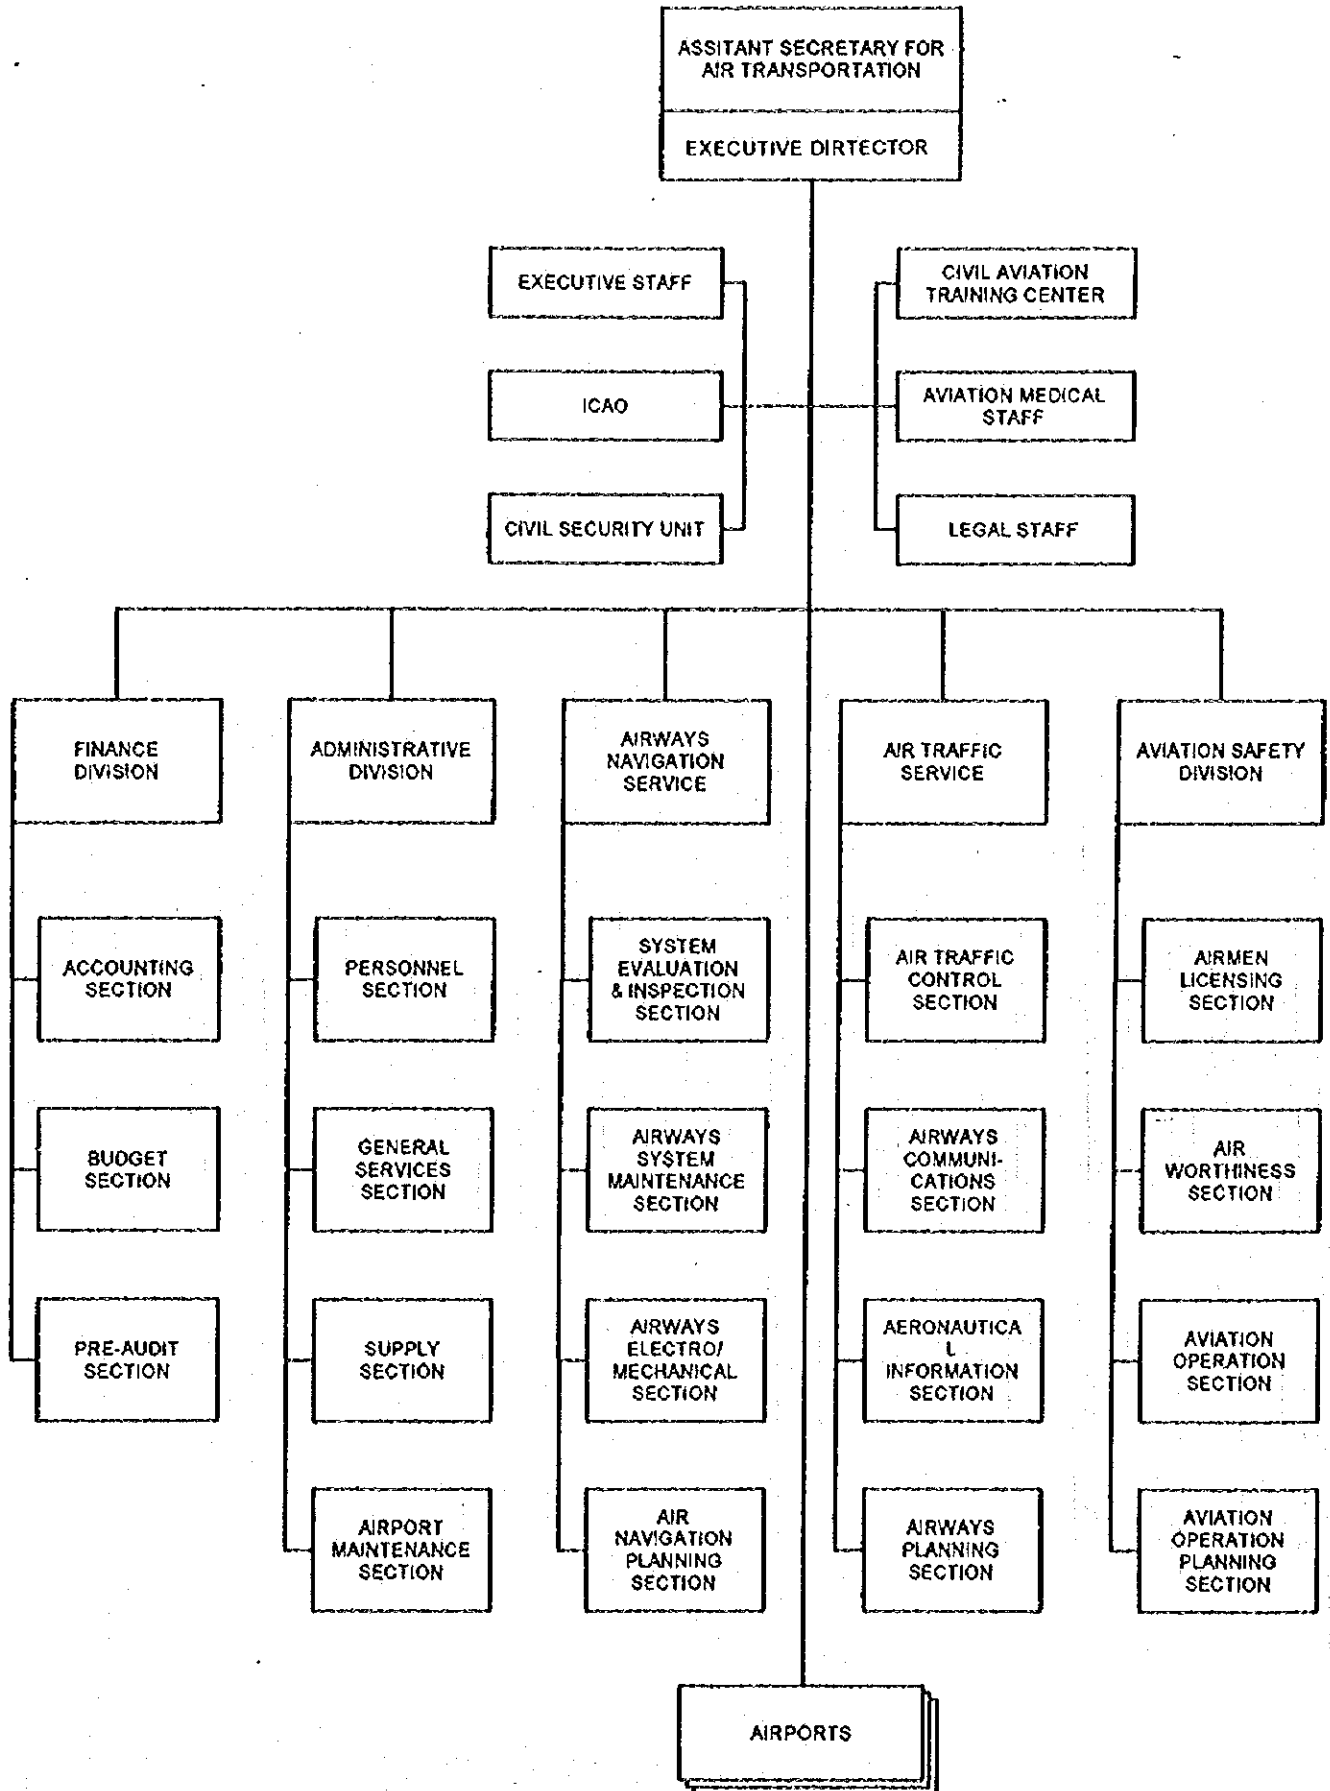 ASSITANT SECRETARY FOR
AIR TRANSPORTATION
EXECUTIVE DIRTECTOR
EXECUTIVE STAFF
CIVIL AVIATION
TRAINING CENTER
ICAO
AVIATION MEDICAL
STAFF
CIVIL SECURITY UNIT
LEGAL STAFF
FINANCE
DIVISION
ADMINISTRATIVE
DIVISION
AIRWAYS
NAVIGATION
SERVICE
AIR TRAFFIC
SERVICE
AVIATION SAFETY
DIVISION
ACCOUNTING
SECTION
PERSONNEL
SECTION
SYSTEM
EVALUATION
& INSPECTION
SECTION
AIR TRAFFIC
CONTROL
SECTION
AIRMEN
LICENSING
SECTION
BUDGET
SECTION
GENERAL
SERVICES
SECTION
AIRWAYS
SYSTEM
MAINTENANCE
SECTION
AIRWAYS
COMMUNI-
CATIONS
SECTION
AIR
WORTHINESS
SECTION
PRE-AUDIT
SECTION
SUPPLY
SECTION
AIRWAYS
ELECTRO/
MECHANICAL
SECTION
AERONAUTICA
L
INFORMATION
SECTION
AVIATION
OPERATION
SECTION
AIRPORT
MAINTENANCE
SECTION
AIR
NAVIGATION
PLANNING
SECTION
AIRWAYS
PLANNING
SECTION
AVIATION
OPERATION
PLANNING
SECTION
AIRPORTS